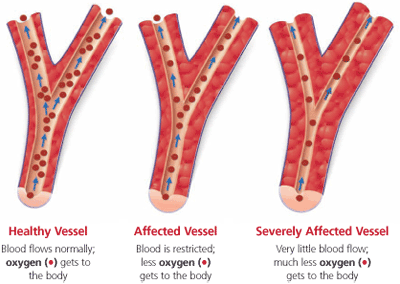 Healthy Vessel
Blood flows normally;
oxygen (●) gets to
the body
Affected Vessel
Blood is restricted;
less oxygen (●)
gets to the body
Severely Affected Vessel
Very little blood flow;
much less oxygen (●)
gets to the body